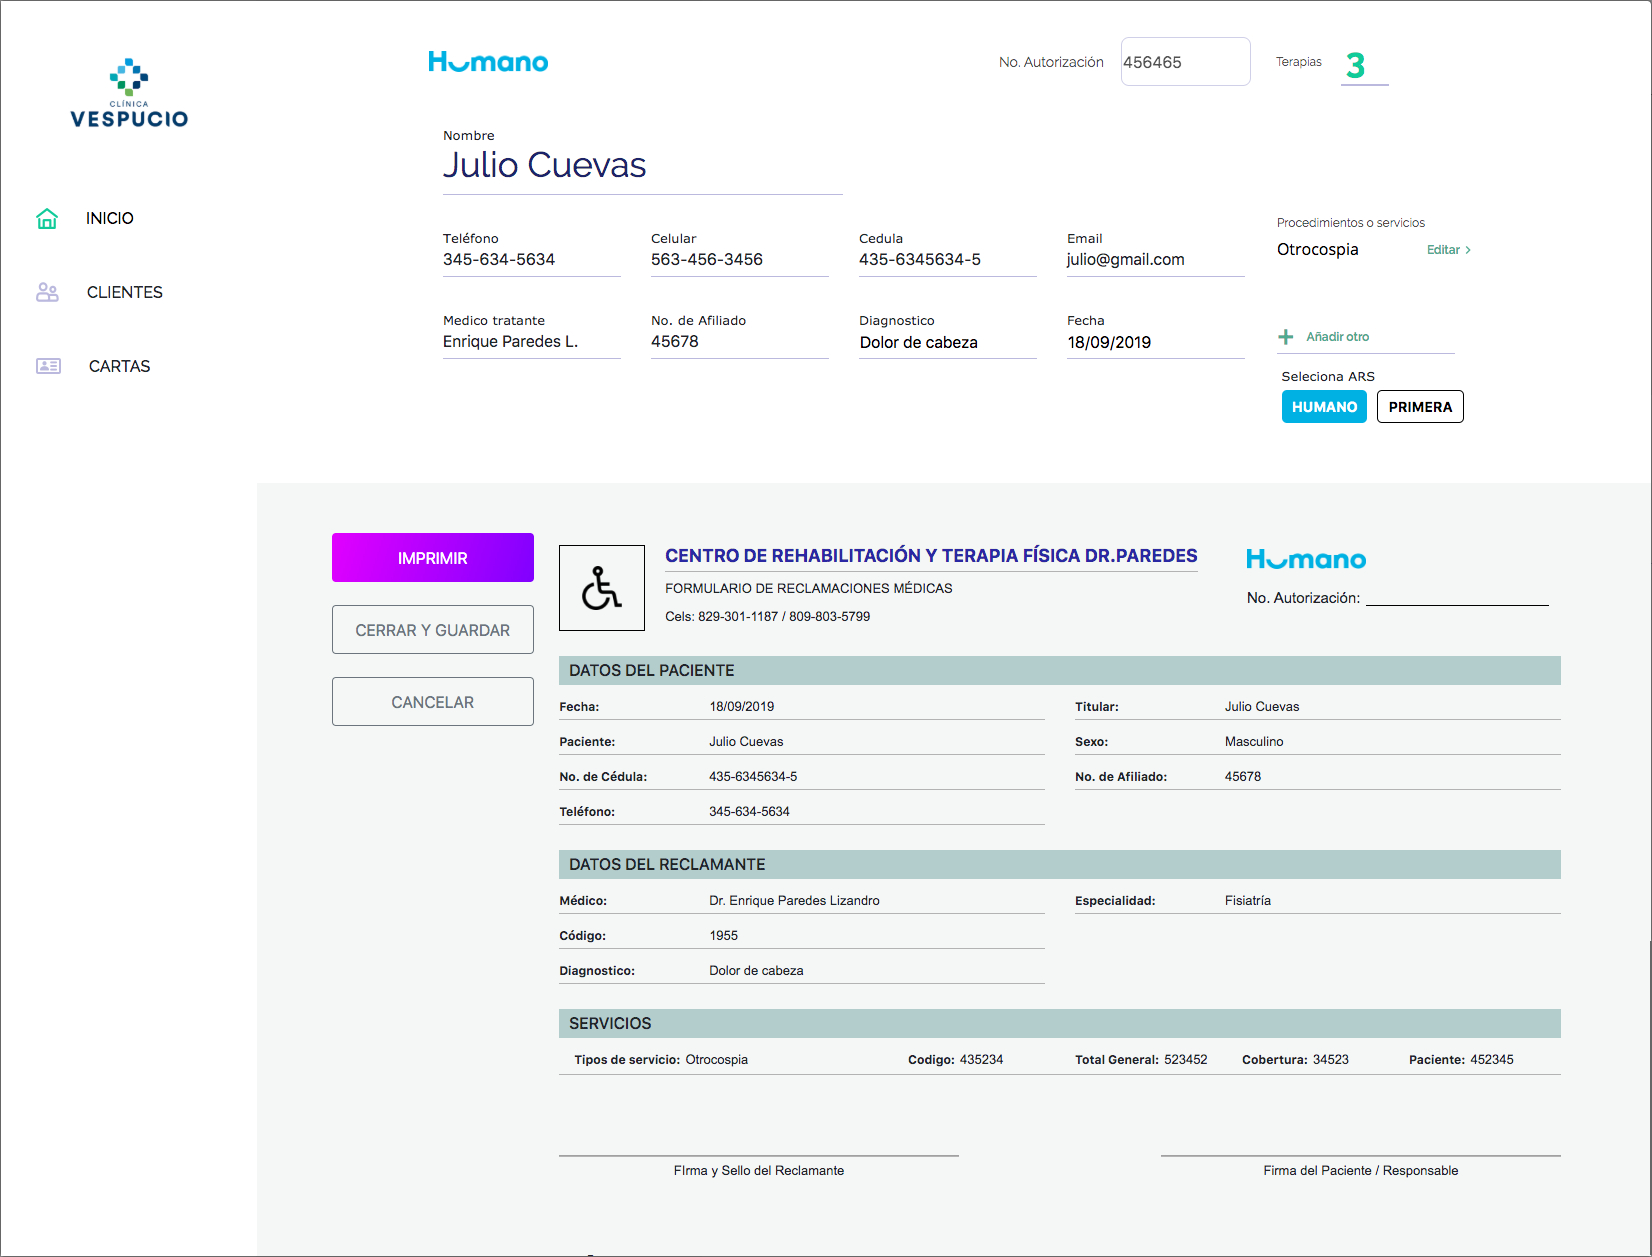 CLÍNICA
VESPUCIO
INICIO
CLIENTES
CARTAS
Humano
No. Autorización 456465 Terapias 3
Nombre
Julio Cuevas
Teléfono Celular Cedula Email
345-634-5634 563-456-3456 435-6345634-5 julio@gmail.com
Medico tratante No. de Afiliado Diagnostico Fecha
Enrique Paredes L. 45678 Dolor de cabeza 18/09/2019
Procedimientos o servicios
Otrocospia Editar >
+ Añadir otro
Seleciona ARS
HUMANO PRIMERA
IMPRIMIR
CERRAR Y GUARDAR
CANCELAR
CENTRO DE REHABILITACIÓN Y TERAPIA FÍSICA DR.PAREDES
FORMULARIO DE RECLAMACIONES MÉDICAS
Cels: 829-301-1187 / 809-803-5799
Humano
No. Autorización:
DATOS DEL PACIENTE
Fecha: 18/09/2019 Titular: Julio Cuevas
Paciente: Julio Cuevas Sexo: Masculino
No. de Cédula: 435-6345634-5 No. de Afiliado: 45678
Teléfono: 345-634-5634
DATOS DEL RECLAMANTE
Médico: Dr. Enrique Paredes Lizandro Especialidad: Fisiatría
Código: 1955
Diagnostico: Dolor de cabeza
SERVICIOS
Tipos de servicio: Otrocospia Codigo: 435234 Total General: 523452 Cobertura: 34523 Paciente: 452345
FIrma y Sello del Reclamante Firma del Paciente / Responsable